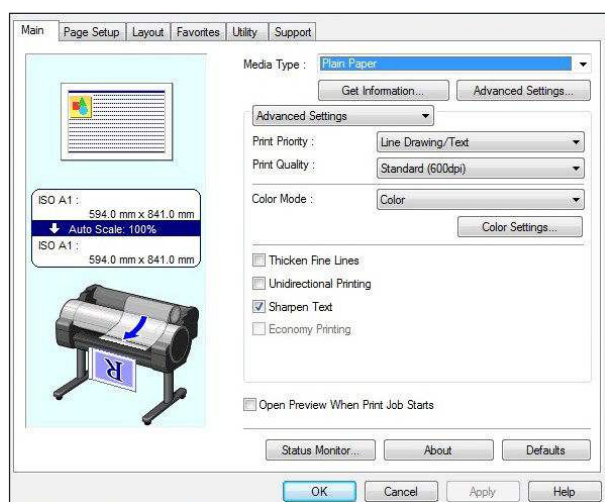 Main Page Setup Layout Favorites Utility Support
Media Type : Plain Paper
Get Information... Advanced Settings...
Advanced Settings
Print Priority : Line Drawing/Text
Print Quality : Standard (600dpi)
Color Mode : Color
Color Settings...
ISO A1 :
594.0 mm x 841.0 mm
Auto Scale: 100%
ISO A1 :
594.0 mm x 841.0 mm
R
Thicken Fine Lines
Unidirectional Printing
Sharpen Text
Economy Printing
Open Preview When Print Job Starts
Status Monitor... About Defaults
OK Cancel Apply Help